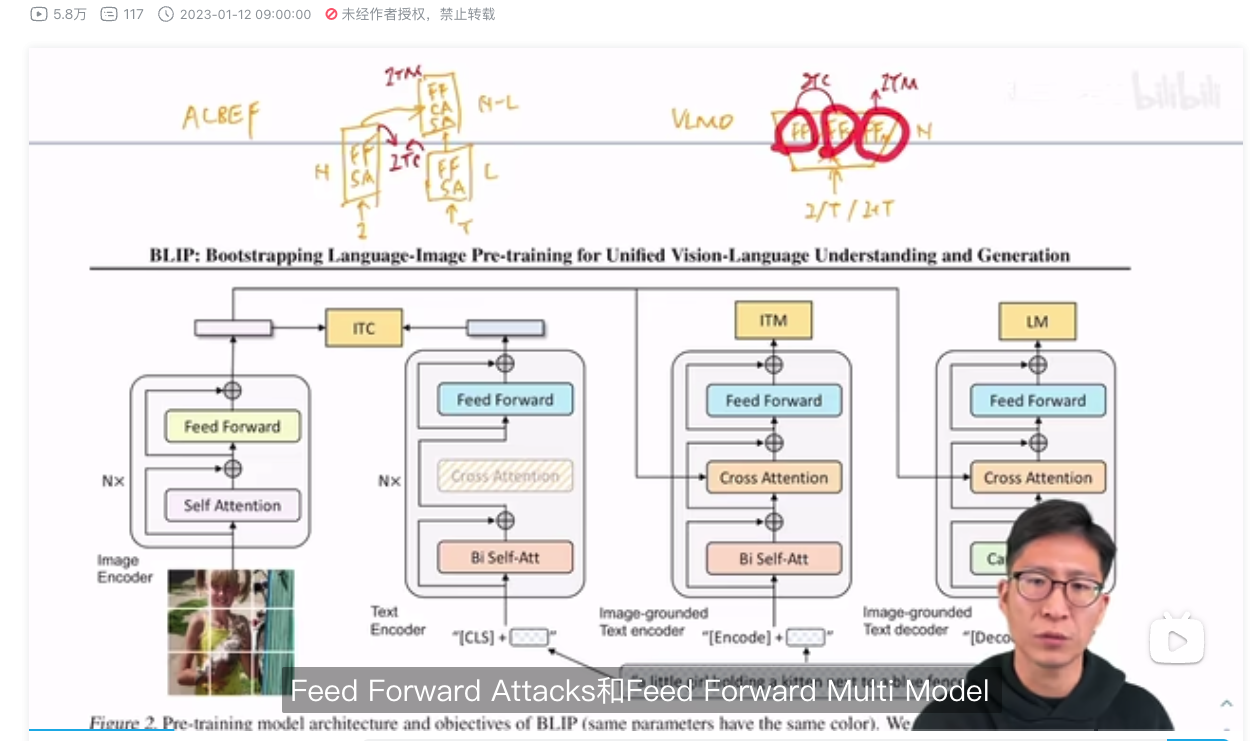 5.8万 117 2023-01-12 09:00:00 未经作者授权，禁止转载
bilibili
ALBEF
ITM
FF
CA
SA
N-L
N
FF
SA
ITC
FF
SA
L
I
T
VLMO
ITC
ITM
FF FF FF
N
I/T/I+T
BLIP: Bootstrapping Language-Image Pre-training for Unified Vision-Language Understanding and Generation
ITC
ITM
LM
Feed Forward
Feed Forward
Feed Forward
Feed Forward
N×
Self Attention
N×
Cross Attention
Cross Attention
Cross Attention
Bi Self-Att
Bi Self-Att
Ca
Image
Encoder
Text
Encoder
"[CLS] + "
Image-grounded
Text encoder
"[Encode] + "
Image-grounded
Text decoder
"[Deco
a little girl holding a kitten next to a blue fence
Feed Forward Attacks和Feed Forward Multi Model
Figure 2. Pre-training model architecture and objectives of BLIP (same parameters have the same color). We